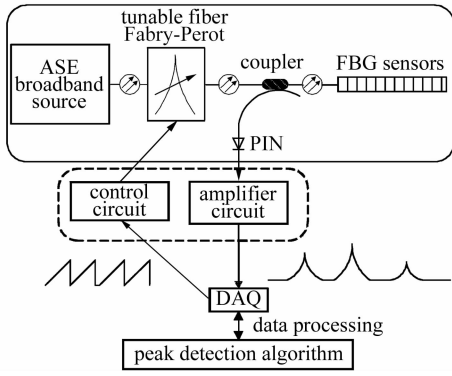 tunable fiber
Fabry-Perot
ASE
broadband
source
coupler
FBG sensors
PIN
control
circuit
amplifier
circuit
DAQ
data processing
peak detection algorithm